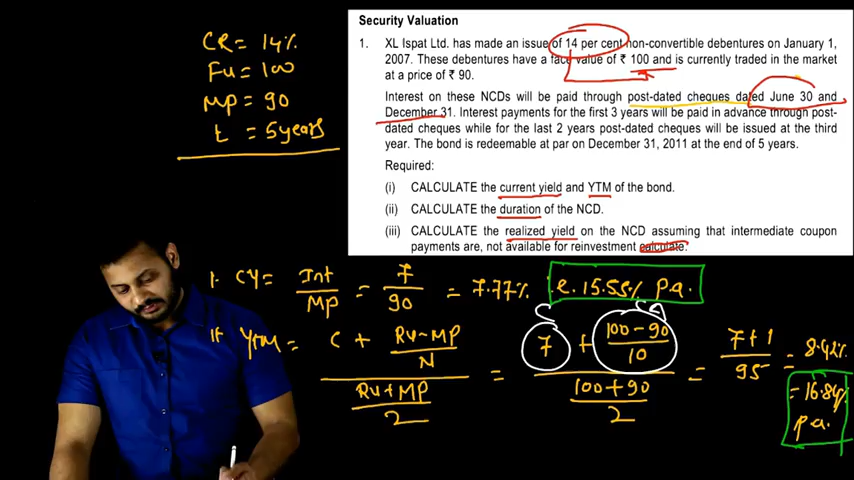 Security Valuation
1. XL Ispat Ltd. has made an issue of 14 per cent non-convertible debentures on January 1,
2007. These debentures have a face value of ₹ 100 and is currently traded in the market
at a price of ₹ 90.
Interest on these NCDs will be paid through post-dated cheques dated June 30 and
December 31. Interest payments for the first 3 years will be paid in advance through post-
dated cheques while for the last 2 years post-dated cheques will be issued at the third
year. The bond is redeemable at par on December 31, 2011 at the end of 5 years.
Required:
(i) CALCULATE the current yield and YTM of the bond.
(ii) CALCULATE the duration of the NCD.
(iii) CALCULATE the realized yield on the NCD assuming that intermediate coupon
payments are, not available for reinvestment calculate.
CR = 14%
FV = 100
MP = 90
t = 5 years
1. CY = Int/MP = 7/90 = 7.77% i.e. 15.55% p.a.
11. YTM = (C + (RV-MP)/N) / ((RV+MP)/2) = (7 + (100-90)/10) / ((100+90)/2) = (7+1)/95 = 8.42%
= 16.84%
p.a.